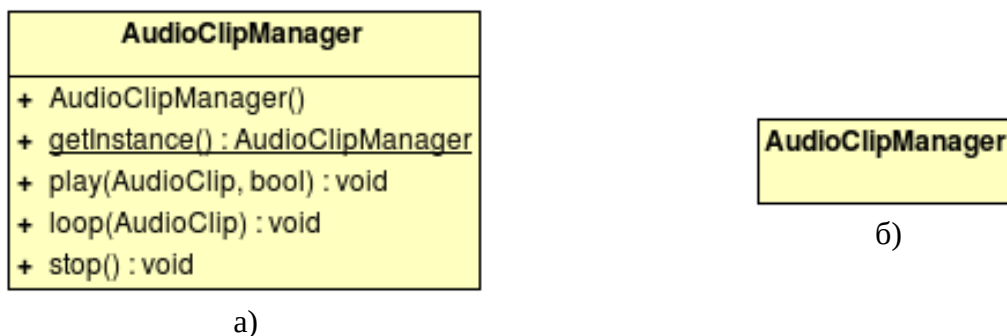 AudioClipManager
+ AudioClipManager()
+ getInstance() : AudioClipManager
+ play(AudioClip, bool) : void
+ loop(AudioClip) : void
+ stop() : void
а)
AudioClipManager
б)